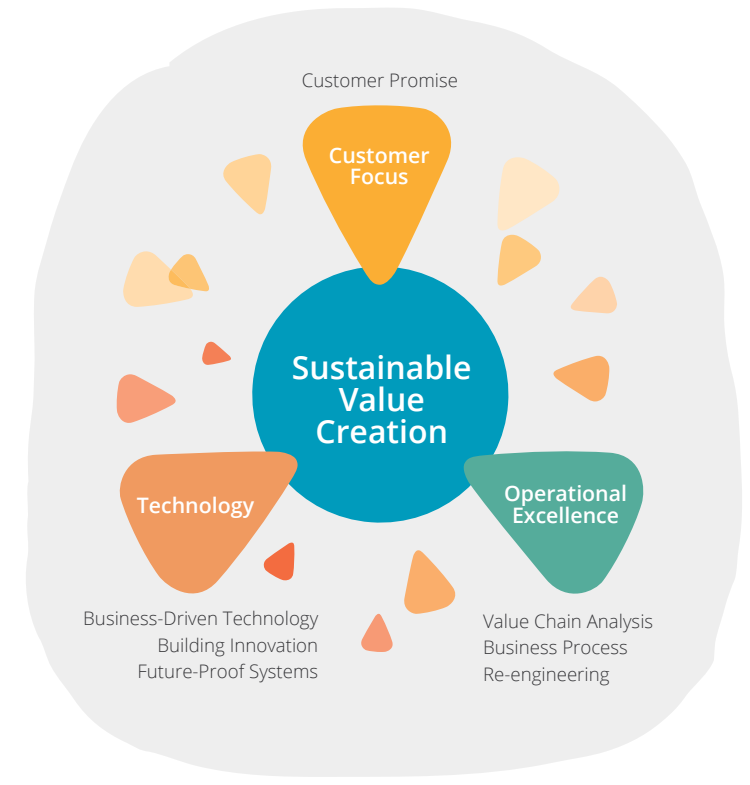 Customer Promise
Customer
Focus
Sustainable
Value
Creation
Technology
Operational
Excellence
Business-Driven Technology
Building Innovation
Future-Proof Systems
Value Chain Analysis
Business Process
Re-engineering